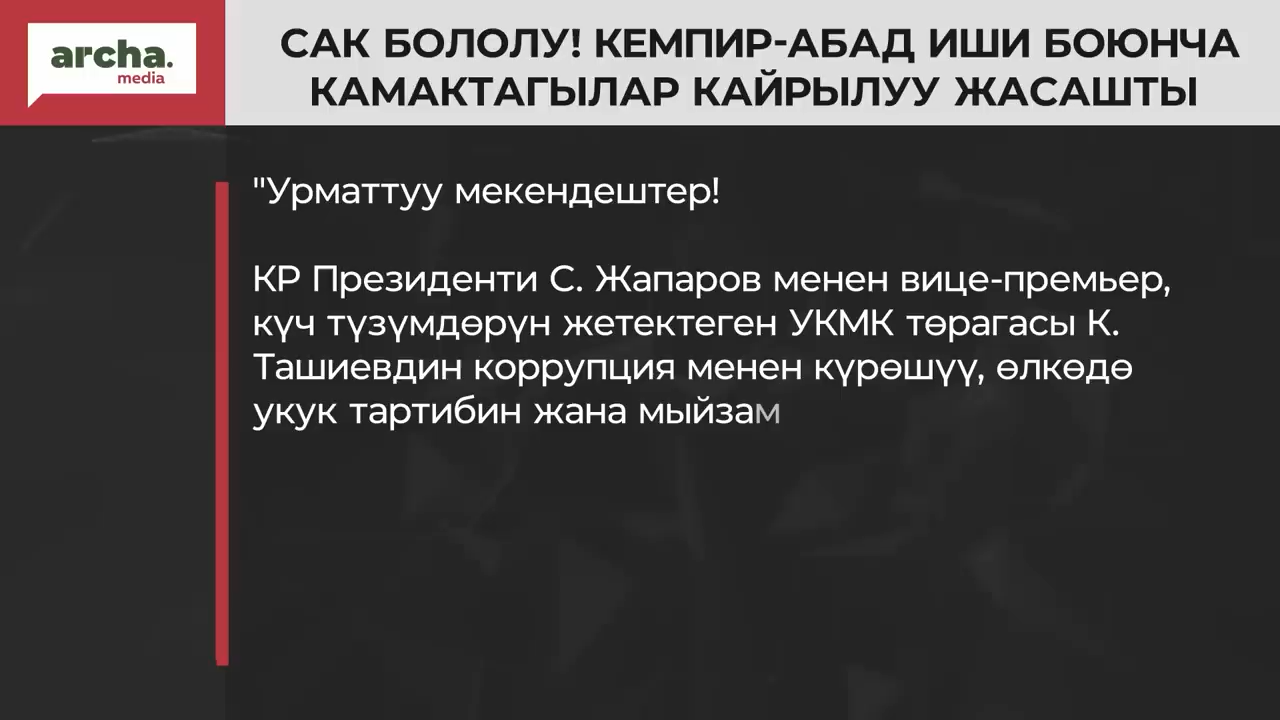 archa.
media
САК БОЛОЛУ! КЕМПИР-АБАД ИШИ БОЮНЧА
КАМАКТАГЫЛАР КАЙРЫЛУУ ЖАСАШТЫ
"Урматтуу мекендештер!
КР Президенти С. Жапаров менен вице-премьер,
күч түзүмдөрүн жетектеген УКМК төрагасы К.
Ташиевдин коррупция менен күрөшүү, өлкөдө
укук тартибин жана мыйзам